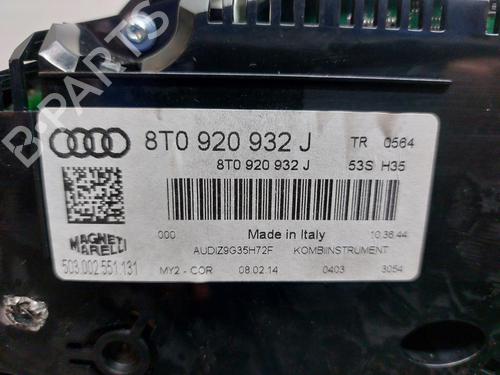 B-PARTS
8T0 920 932 J TR 0564
8T0 920 932 J 53S H35
000 Made in Italy 10:36:44
MAGNETI MARELLI AUDIZ9G35H72F KOMBIINSTRUMENT
503.002.551.131 MY2 - COR 08.02.14 0403 3054